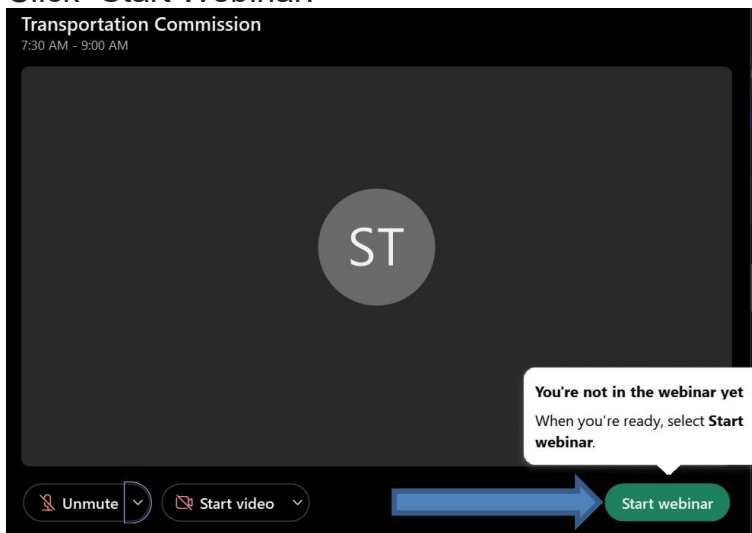 Transportation Commission
7:30 AM - 9:00 AM
ST
You're not in the webinar yet
When you're ready, select Start
webinar.
Unmute
Start video
Start webinar